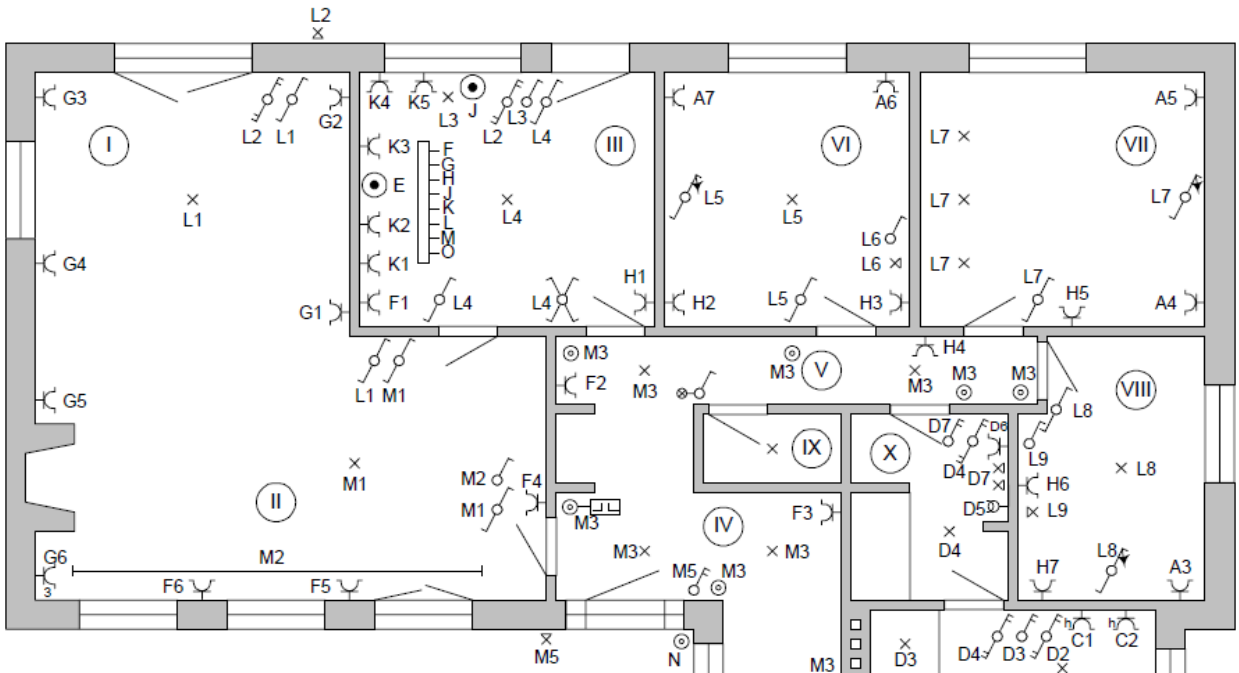 L2
G3
L2
L1
G2
K4
K5
L3
J
L2
L3
L4
A7
A6
A5
I
K3
F
G
H
J
K
L
M
O
III
VI
L7
VII
E
L1
K2
L4
L5
L5
L7
L7
G4
K1
L6
L6
L7
G1
F1
L4
L4
H1
H2
L5
H3
L7
H5
A4
L1
M1
M3
F2
M3
M3
V
H4
M3
M3
M3
VIII
G5
L8
IX
X
D7
D4
D6
L9
M1
M2
M1
F4
D7
H6
L8
II
M3
IV
F3
D5
L9
G6
3
M2
M3
M3
D4
L8
F6
F5
M5
M3
H7
A3
M5
N
M3
D3
D4
D3
D2
h
C1
h
C2